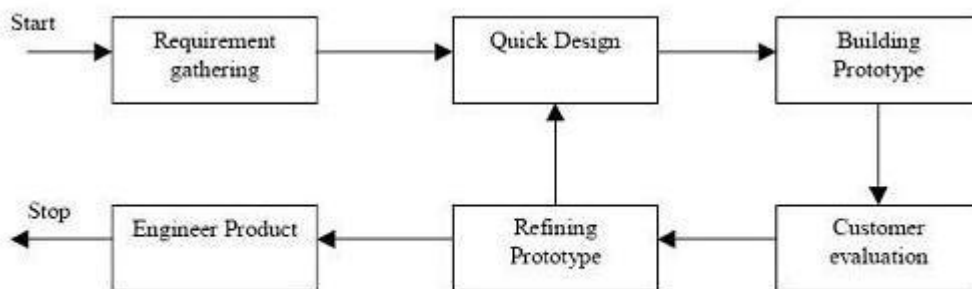 Start
Requirement
gathering
Quick Design
Building
Prototype
Stop
Engineer Product
Refining
Prototype
Customer
evaluation